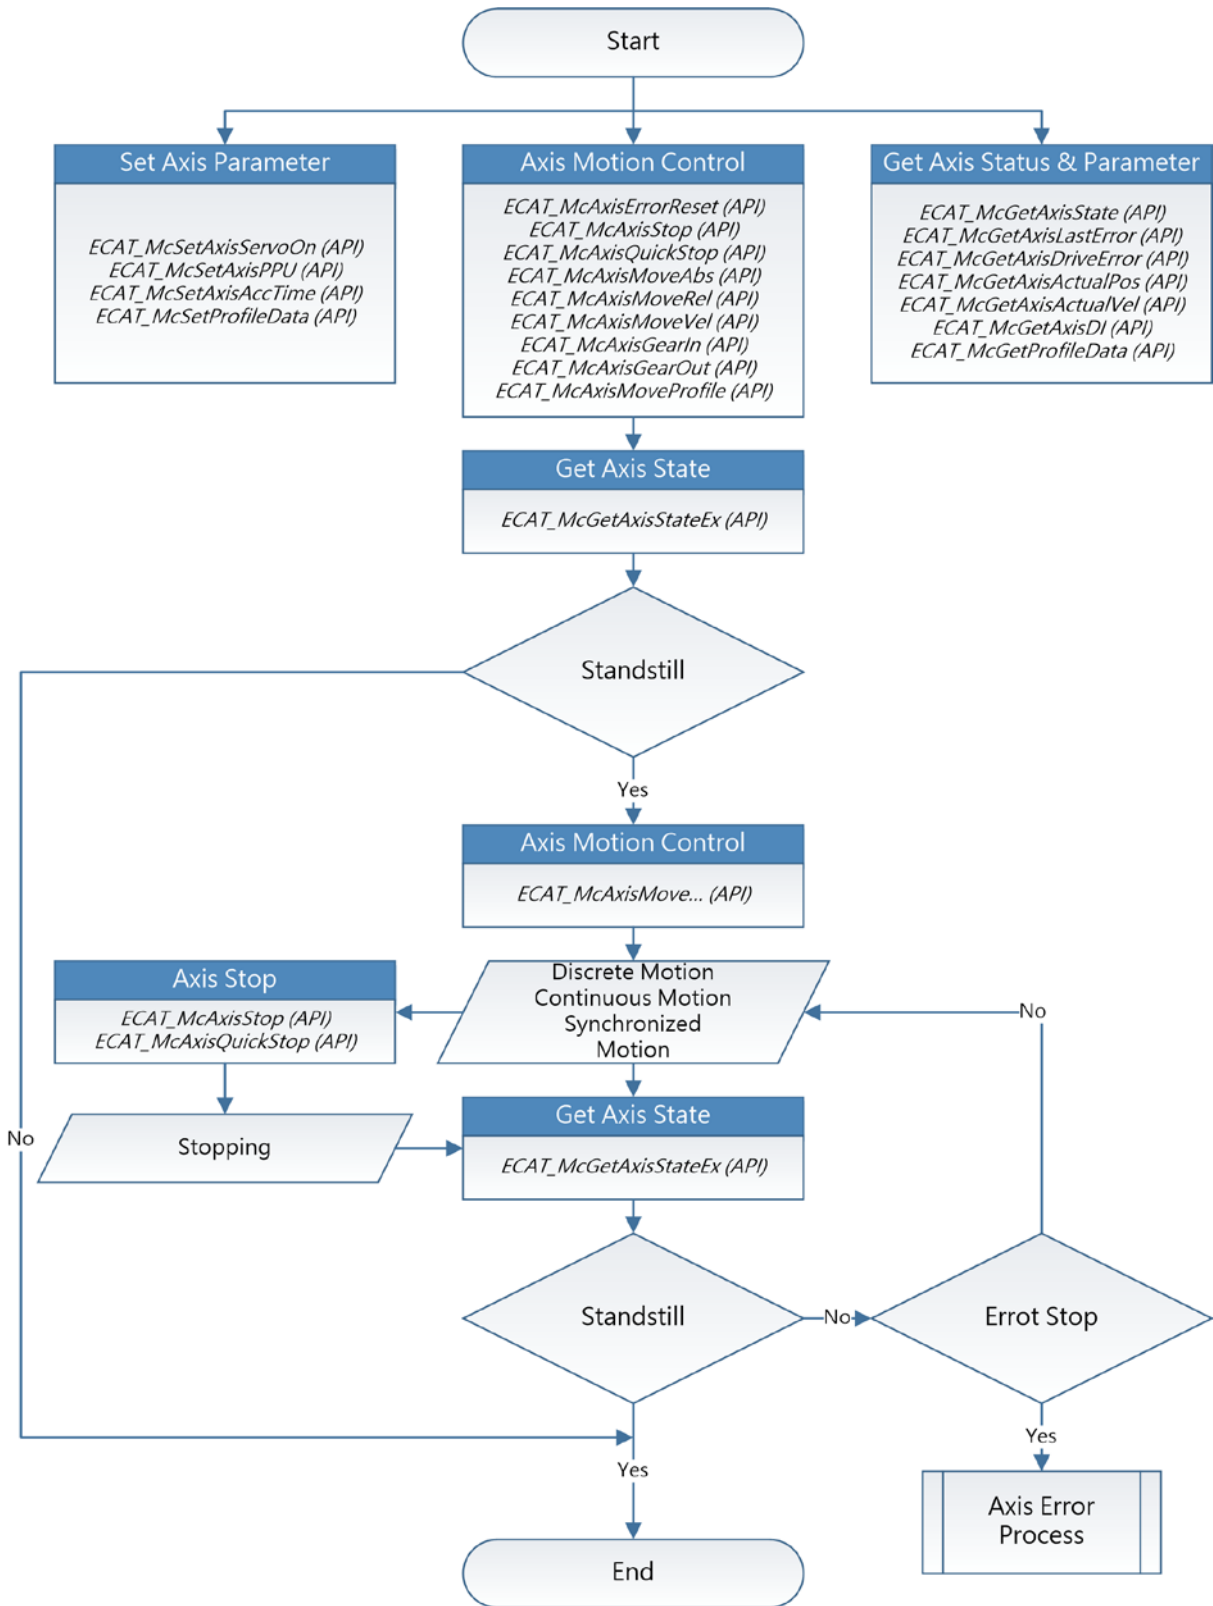 Start
Set Axis Parameter
ECAT_McSetAxisServoOn (API)
ECAT_McSetAxisPPU (API)
ECAT_McSetAxisAccTime (API)
ECAT_McSetProfileData (API)
Axis Motion Control
ECAT_McAxisErrorReset (API)
ECAT_McAxisStop (API)
ECAT_McAxisQuickStop (API)
ECAT_McAxisMoveAbs (API)
ECAT_McAxisMoveRel (API)
ECAT_McAxisMoveVel (API)
ECAT_McAxisGearIn (API)
ECAT_McAxisGearOut (API)
ECAT_McAxisMoveProfile (API)
Get Axis Status & Parameter
ECAT_McGetAxisState (API)
ECAT_McGetAxisLastError (API)
ECAT_McGetAxisDriveError (API)
ECAT_McGetAxisActualPos (API)
ECAT_McGetAxisActualVel (API)
ECAT_McGetAxisDI (API)
ECAT_McGetProfileData (API)
Get Axis State
ECAT_McGetAxisStateEx (API)
Standstill
Yes
Axis Motion Control
ECAT_McAxisMove... (API)
Discrete Motion
Continuous Motion
Synchronized
Motion
Axis Stop
ECAT_McAxisStop (API)
ECAT_McAxisQuickStop (API)
No
Stopping
No
Get Axis State
ECAT_McGetAxisStateEx (API)
Standstill
No
Errot Stop
Yes
Yes
Axis Error
Process
End